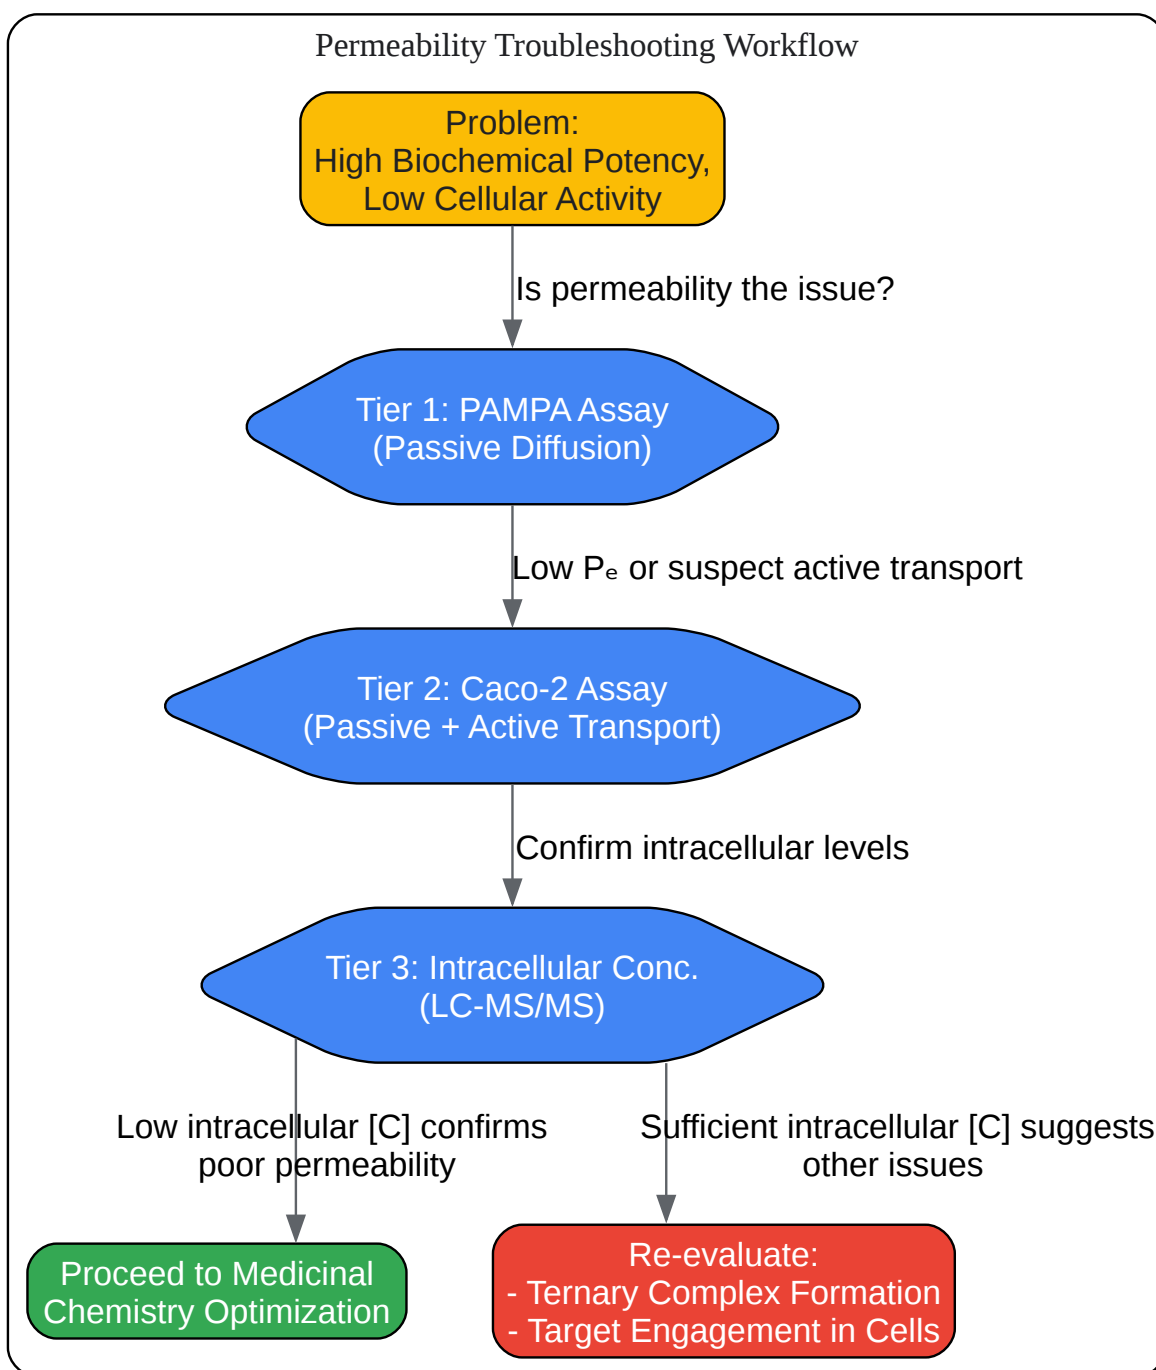 Permeability Troubleshooting Workflow
Problem:
High Biochemical Potency,
Low Cellular Activity
Is permeability the issue?
Tier 1: PAMPA Assay
(Passive Diffusion)
Low Pₑ or suspect active transport
Tier 2: Caco-2 Assay
(Passive + Active Transport)
Confirm intracellular levels
Tier 3: Intracellular Conc.
(LC-MS/MS)
Low intracellular [C] confirms
poor permeability
Sufficient intracellular [C] suggests
other issues
Proceed to Medicinal
Chemistry Optimization
Re-evaluate:
- Ternary Complex Formation
- Target Engagement in Cells